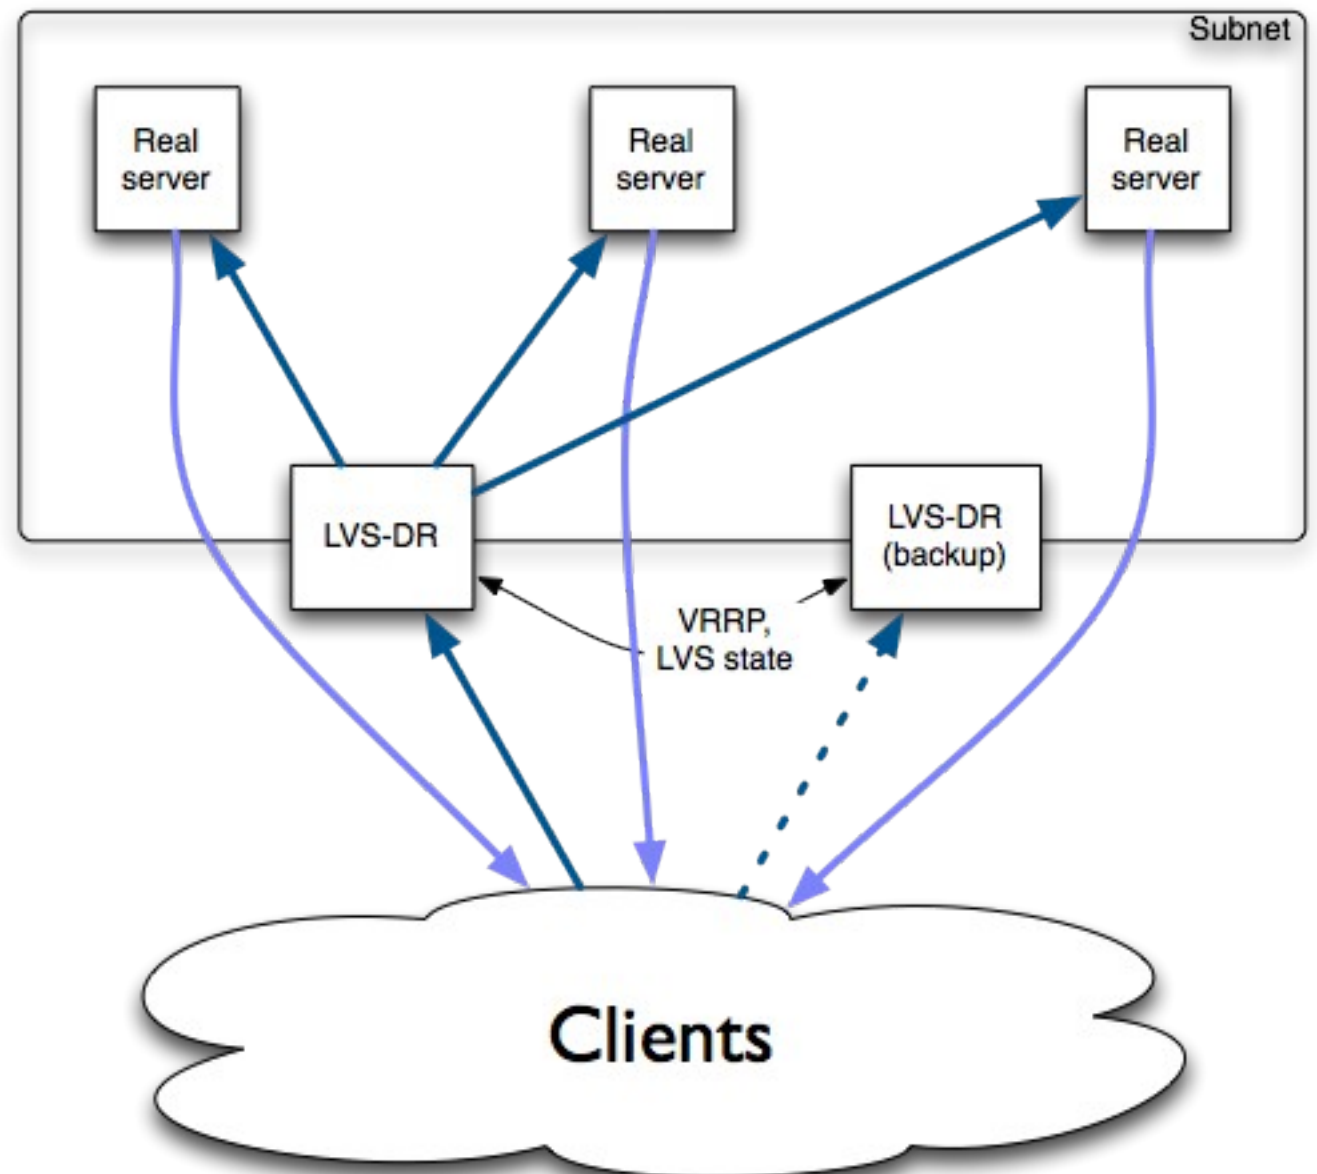 Subnet
Real
server
Real
server
Real
server
LVS-DR
LVS-DR
(backup)
VRRP,
LVS state
Clients